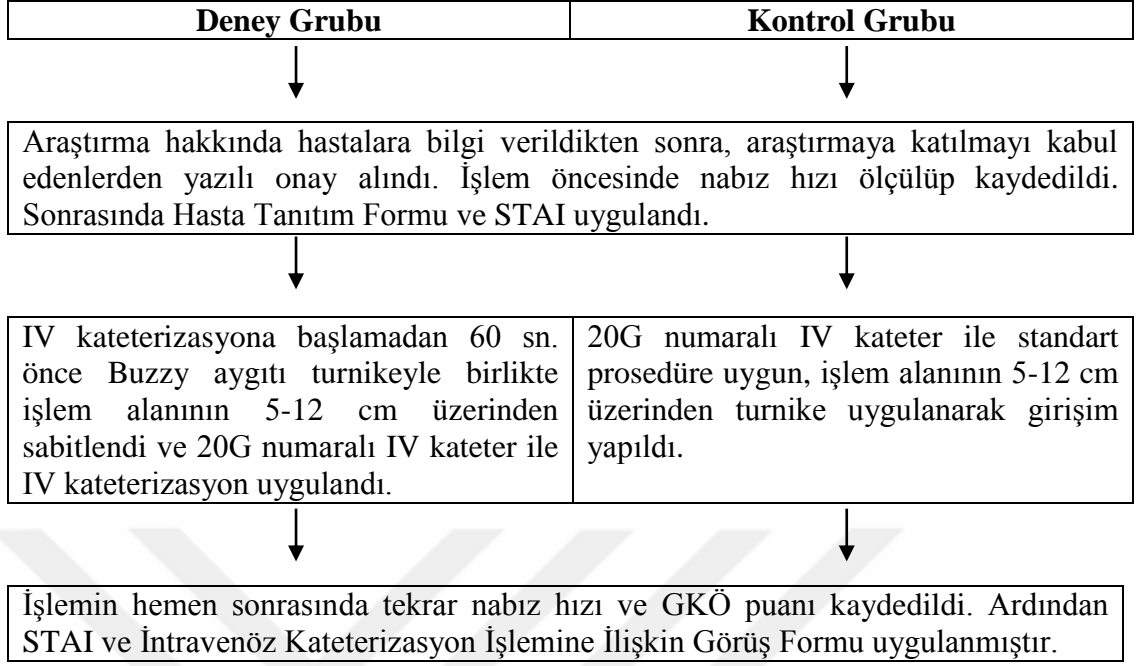 Deney Grubu Kontrol Grubu
Araştırma hakkında hastalara bilgi verildikten sonra, araştırmaya katılmayı kabul
edenlerden yazılı onay alındı. İşlem öncesinde nabız hızı ölçülüp kaydedildi.
Sonrasında Hasta Tanıtım Formu ve STAI uygulandı.
IV kateterizasyona başlamadan 60 sn.
önce Buzzy aygıtı turnikeyle birlikte
işlem alanının 5-12 cm üzerinden
sabitlendi ve 20G numaralı IV kateter ile
IV kateterizasyon uygulandı.
20G numaralı IV kateter ile standart
prosedüre uygun, işlem alanının 5-12 cm
üzerinden turnike uygulanarak girişim
yapıldı.
İşlemin hemen sonrasında tekrar nabız hızı ve GKÖ puanı kaydedildi. Ardından
STAI ve İntravenöz Kateterizasyon İşlemine İlişkin Görüş Formu uygulanmıştır.